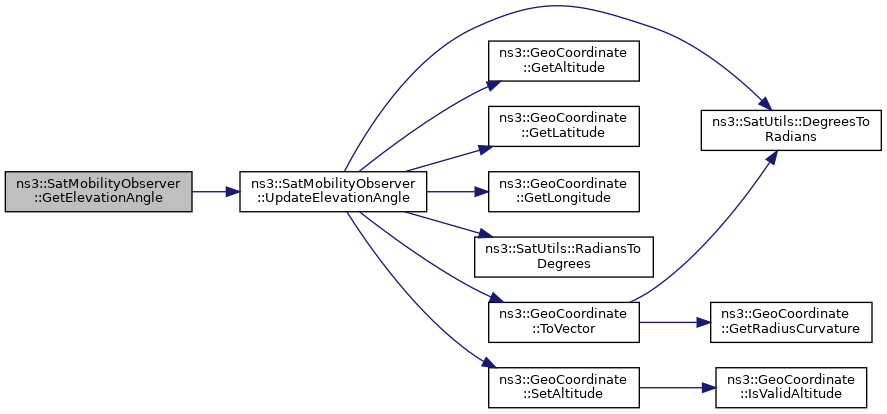 ns3::SatMobilityObserver
::GetElevationAngle
ns3::SatMobilityObserver
::UpdateElevationAngle
ns3::GeoCoordinate
::GetAltitude
ns3::GeoCoordinate
::GetLatitude
ns3::GeoCoordinate
::GetLongitude
ns3::SatUtils::RadiansTo
Degrees
ns3::GeoCoordinate
::ToVector
ns3::GeoCoordinate
::SetAltitude
ns3::SatUtils::DegreesTo
Radians
ns3::GeoCoordinate
::GetRadiusCurvature
ns3::GeoCoordinate
::IsValidAltitude